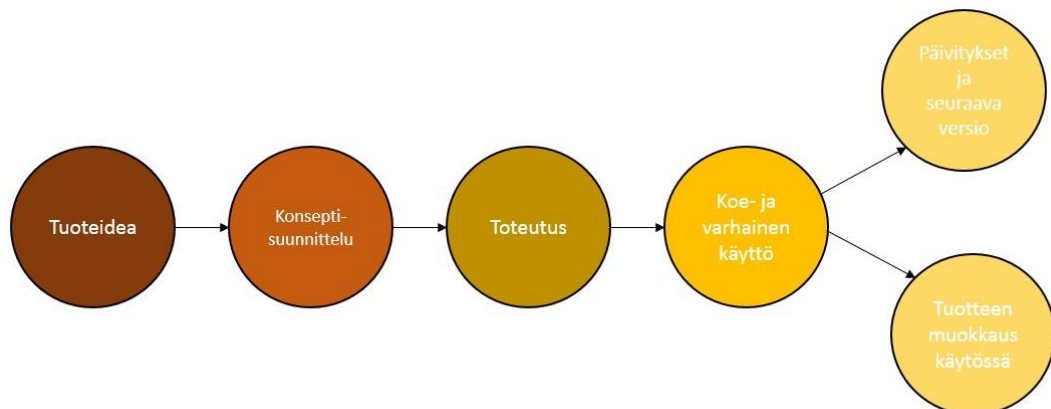 Tuoteidea
Konsepti-
suunnittelu
Toteutus
Koe- ja
varhainen
käyttö
Päivitykset
ja
seuraava
versio
Tuotteen
muokkaus
käytössä